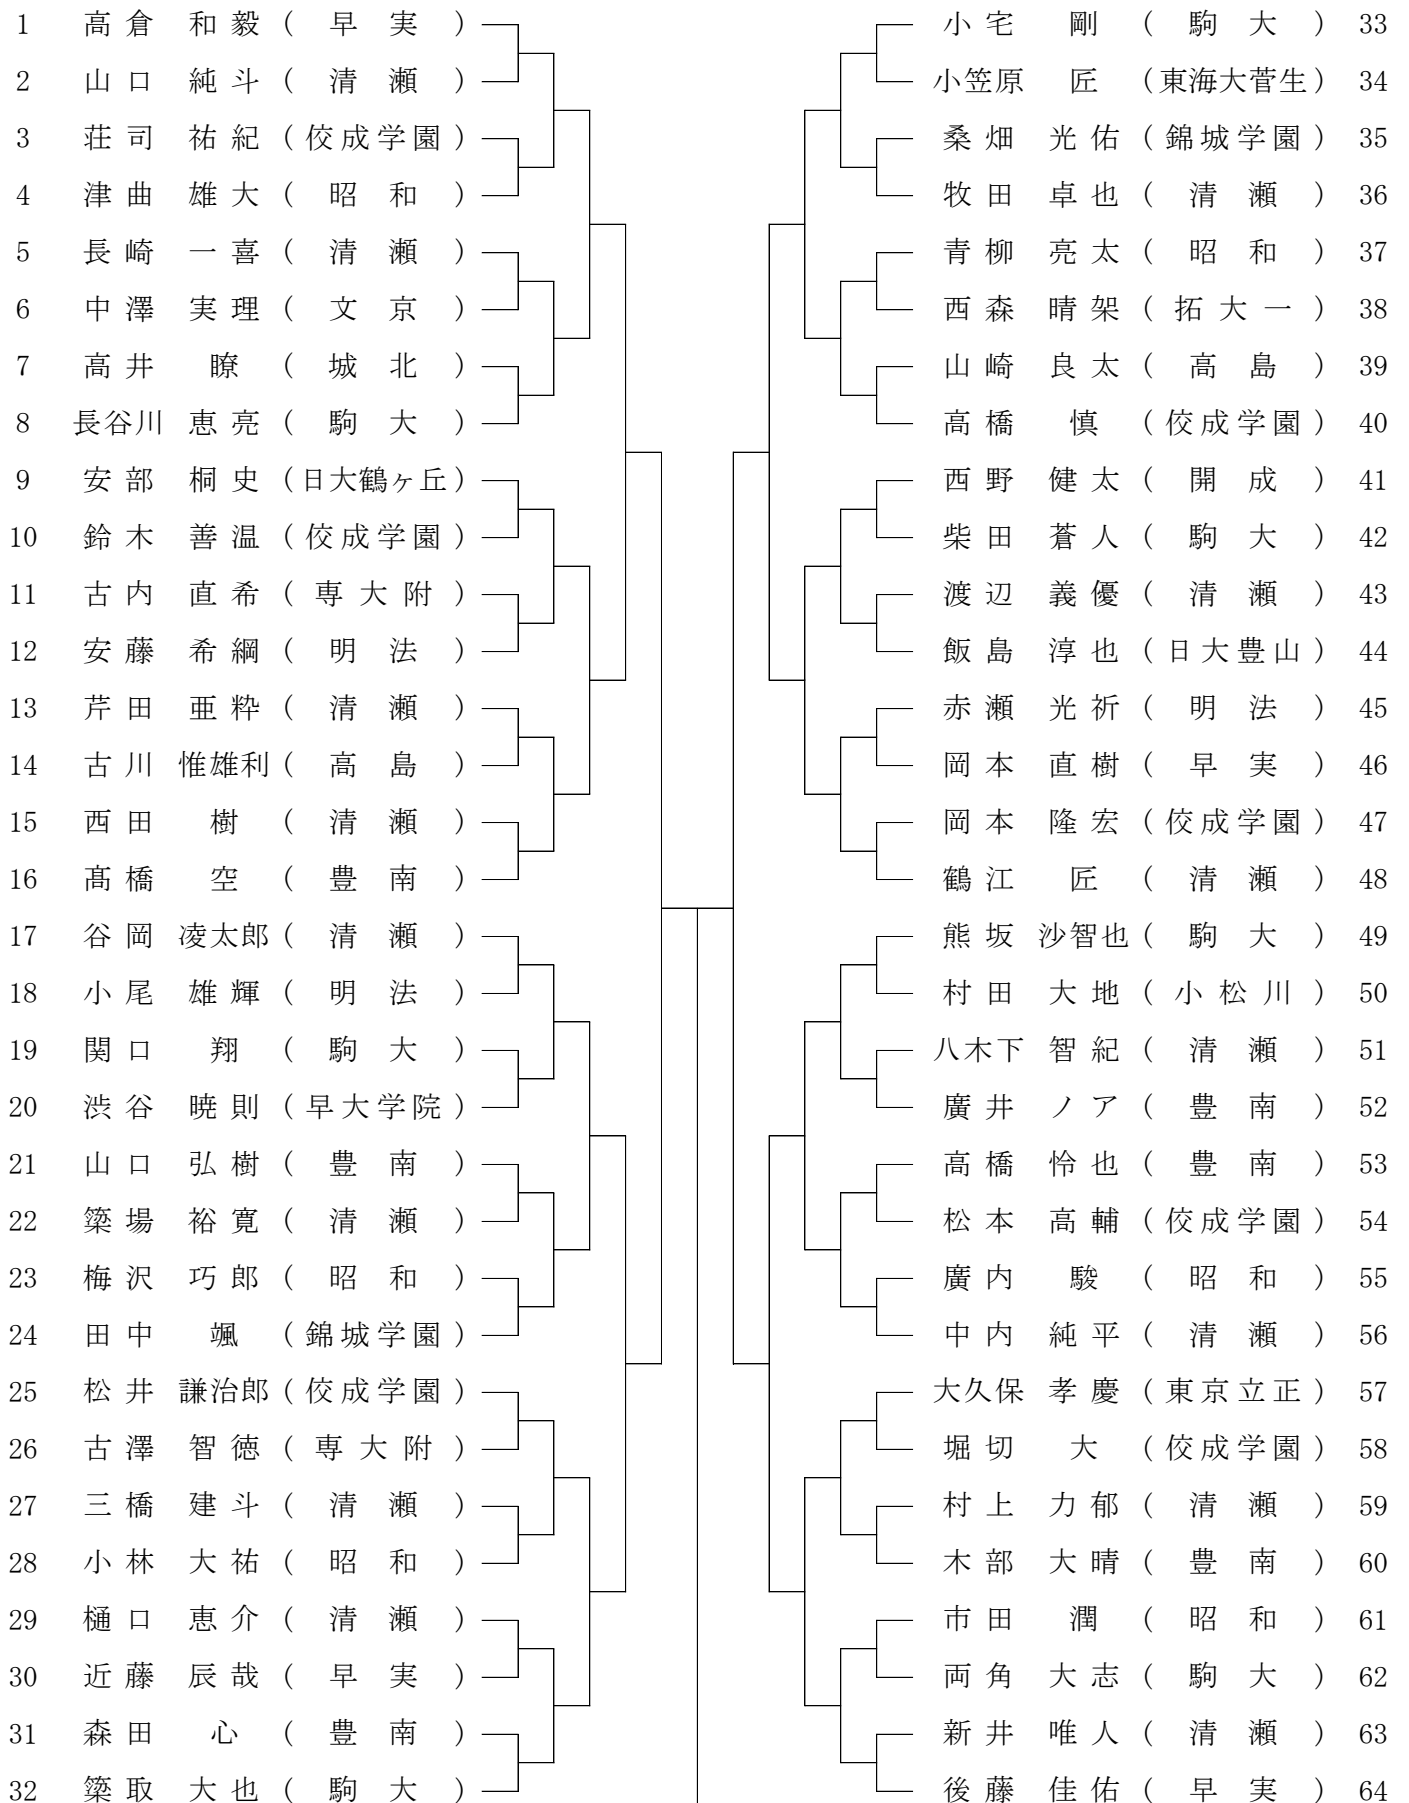 1 高倉 和毅 ( 早実 )
2 山口 純斗 ( 清瀬 )
3 荘司 祐紀 ( 佼成学園 )
4 津曲 雄大 ( 昭和 )
5 長崎 一喜 ( 清瀬 )
6 中澤 実理 ( 文京 )
7 高井 瞭 ( 城北 )
8 長谷川 恵亮 ( 駒大 )
9 安部 桐史 ( 日大鶴ヶ丘 )
10 鈴木 善温 ( 佼成学園 )
11 古内 直希 ( 専大附 )
12 安藤 希綱 ( 明法 )
13 芹田 亜粋 ( 清瀬 )
14 古川 惟雄利 ( 高島 )
15 西田 樹 ( 清瀬 )
16 髙橋 空 ( 豊南 )
17 谷岡 凌太郎 ( 清瀬 )
18 小尾 雄輝 ( 明法 )
19 関口 翔 ( 駒大 )
20 渋谷 暁則 ( 早大学院 )
21 山口 弘樹 ( 豊南 )
22 簗場 裕寛 ( 清瀬 )
23 梅沢 巧郎 ( 昭和 )
24 田中 颯 ( 錦城学園 )
25 松井 謙治郎 ( 佼成学園 )
26 古澤 智徳 ( 専大附 )
27 三橋 建斗 ( 清瀬 )
28 小林 大祐 ( 昭和 )
29 樋口 恵介 ( 清瀬 )
30 近藤 辰哉 ( 早実 )
31 森田 心 ( 豊南 )
32 簗取 大也 ( 駒大 )
小宅 剛 ( 駒大 ) 33
小笠原 匠 ( 東海大菅生 ) 34
桑畑 光佑 ( 錦城学園 ) 35
牧田 卓也 ( 清瀬 ) 36
青柳 亮太 ( 昭和 ) 37
西森 晴架 ( 拓大一 ) 38
山崎 良太 ( 高島 ) 39
高橋 慎 ( 佼成学園 ) 40
西野 健太 ( 開成 ) 41
柴田 蒼人 ( 駒大 ) 42
渡辺 義優 ( 清瀬 ) 43
飯島 淳也 ( 日大豊山 ) 44
赤瀬 光祈 ( 明法 ) 45
岡本 直樹 ( 早実 ) 46
岡本 隆宏 ( 佼成学園 ) 47
鶴江 匠 ( 清瀬 ) 48
熊坂 沙智也 ( 駒大 ) 49
村田 大地 ( 小松川 ) 50
八木下 智紀 ( 清瀬 ) 51
廣井 ノア ( 豊南 ) 52
高橋 怜也 ( 豊南 ) 53
松本 高輔 ( 佼成学園 ) 54
廣内 駿 ( 昭和 ) 55
中内 純平 ( 清瀬 ) 56
大久保 孝慶 ( 東京立正 ) 57
堀切 大 ( 佼成学園 ) 58
村上 力郁 ( 清瀬 ) 59
木部 大晴 ( 豊南 ) 60
市田 潤 ( 昭和 ) 61
両角 大志 ( 駒大 ) 62
新井 唯人 ( 清瀬 ) 63
後藤 佳佑 ( 早実 ) 64